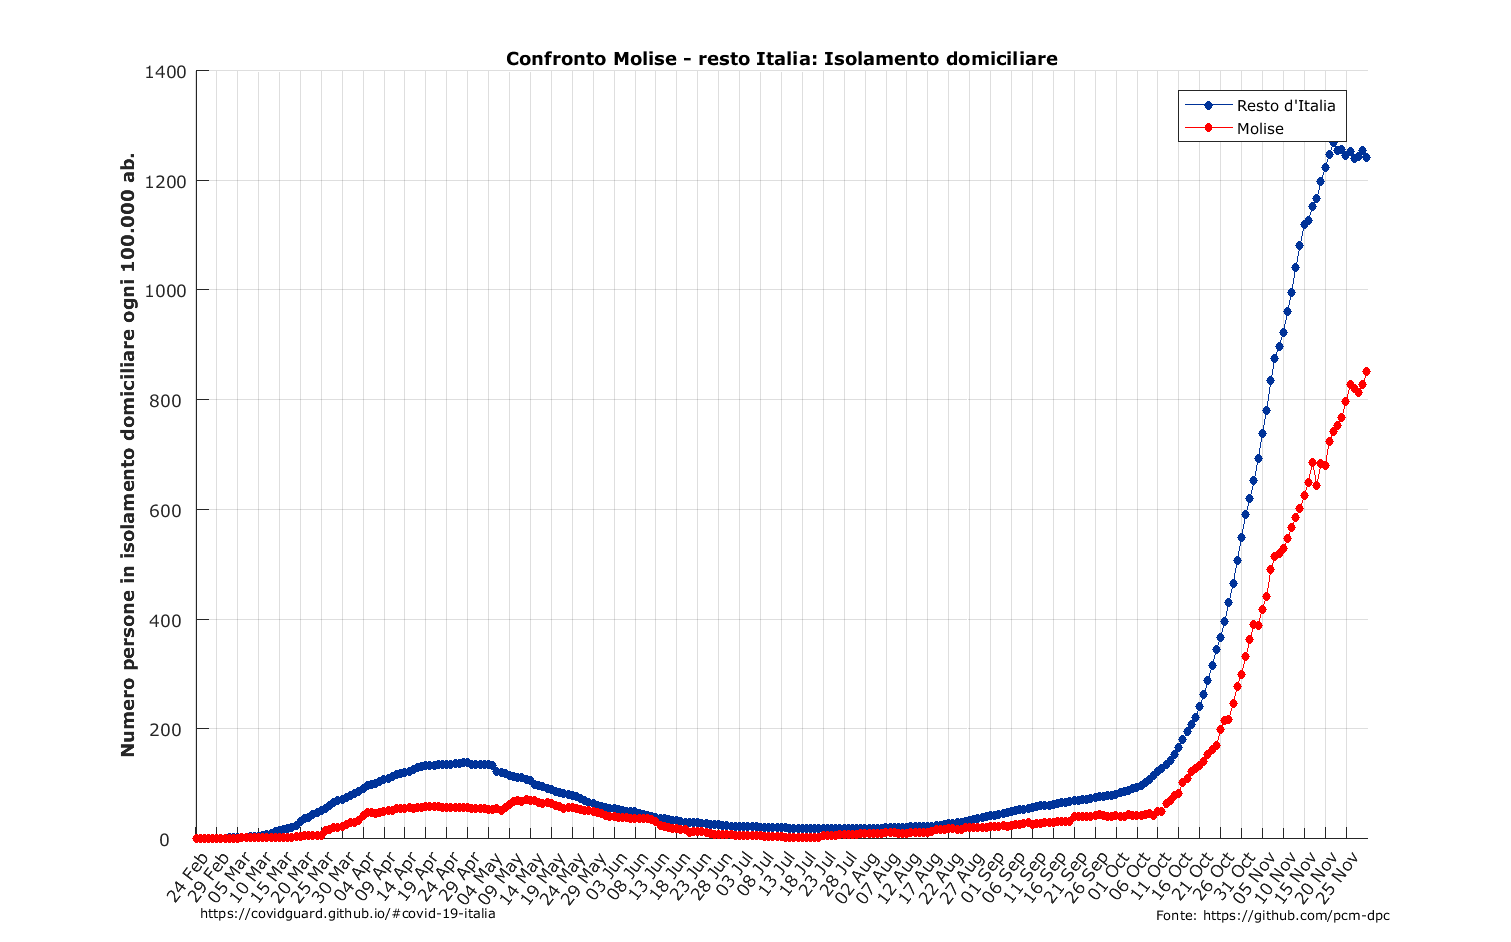 Confronto Molise - resto Italia: Isolamento domiciliare
Numero persone in isolamento domiciliare ogni 100.000 ab.
1400
1200
1000
800
600
400
200
0
Resto d'Italia
Molise
24 Feb
29 Feb
05 Mar
10 Mar
15 Mar
20 Mar
25 Mar
30 Mar
04 Apr
09 Apr
14 Apr
19 Apr
24 Apr
29 Apr
04 May
09 May
14 May
19 May
24 May
29 May
03 Jun
08 Jun
13 Jun
18 Jun
23 Jun
28 Jun
03 Jul
08 Jul
13 Jul
18 Jul
23 Jul
28 Jul
02 Aug
07 Aug
12 Aug
17 Aug
22 Aug
27 Aug
01 Sep
06 Sep
11 Sep
16 Sep
21 Sep
26 Sep
01 Oct
06 Oct
11 Oct
16 Oct
21 Oct
26 Oct
31 Oct
05 Nov
10 Nov
15 Nov
20 Nov
25 Nov
https://covidguard.github.io/#covid-19-italia
Fonte: https://github.com/pcm-dpc